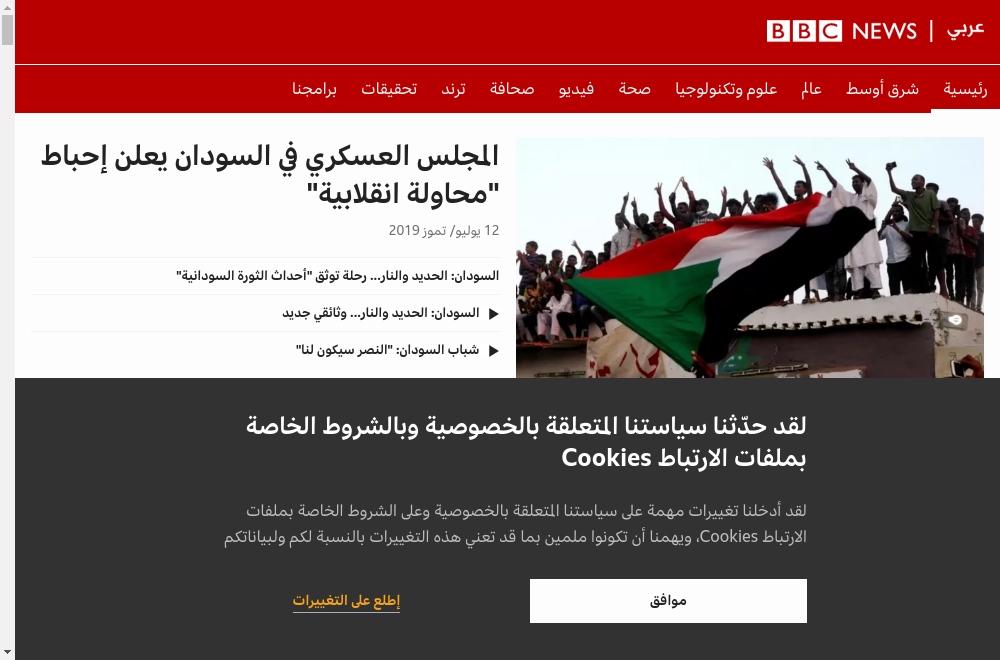 عربي | BBC NEWS
رئيسية شرق أوسط عالم علوم وتكنولوجيا صحة فيديو صحافة ترند تحقيقات برامجنا
المجلس العسكري في السودان يعلن إحباط
"محاولة انقلابية"
12 يوليو/ تموز 2019
السودان: الحديد والنار... رحلة توثق "أحداث الثورة السودانية"
السودان: الحديد والنار... وثائقي جديد
شباب السودان: "النصر سيكون لنا"
لقد حدّثنا سياستنا المتعلقة بالخصوصية وبالشروط الخاصة
بملفات الارتباط Cookies
لقد أدخلنا تغييرات مهمة على سياستنا المتعلقة بالخصوصية وعلى الشروط الخاصة بملفات
الارتباط Cookies، ويهمنا أن تكونوا ملمين بما قد تعني هذه التغييرات بالنسبة لكم ولبياناتكم
موافق
إطلع على التغييرات